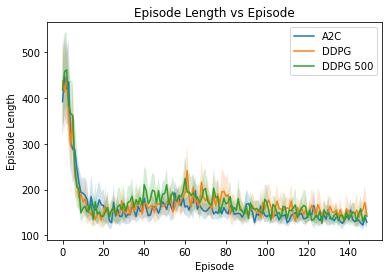 Episode Length vs Episode
A2C
DDPG
DDPG 500
500
400
300
200
100
Episode Length
0 20 40 60 80 100 120 140
Episode